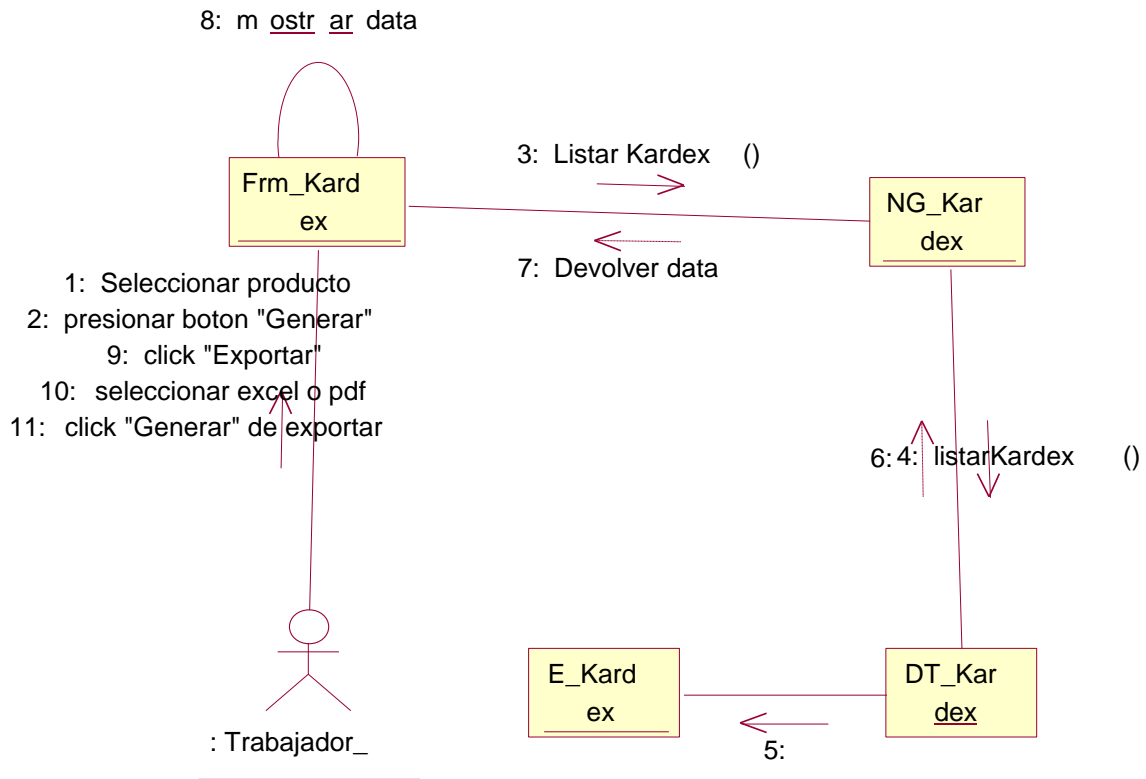 8: m ostr ar data
3: Listar Kardex ()
Frm_Kard
ex
NG_Kar
dex
7: Devolver data
1: Seleccionar producto
2: presionar boton "Generar"
9: click "Exportar"
10: seleccionar excel o pdf
11: click "Generar" de exportar
6: 4: listarKardex ()
E_Kard
ex
DT_Kar
dex
5:
: Trabajador_